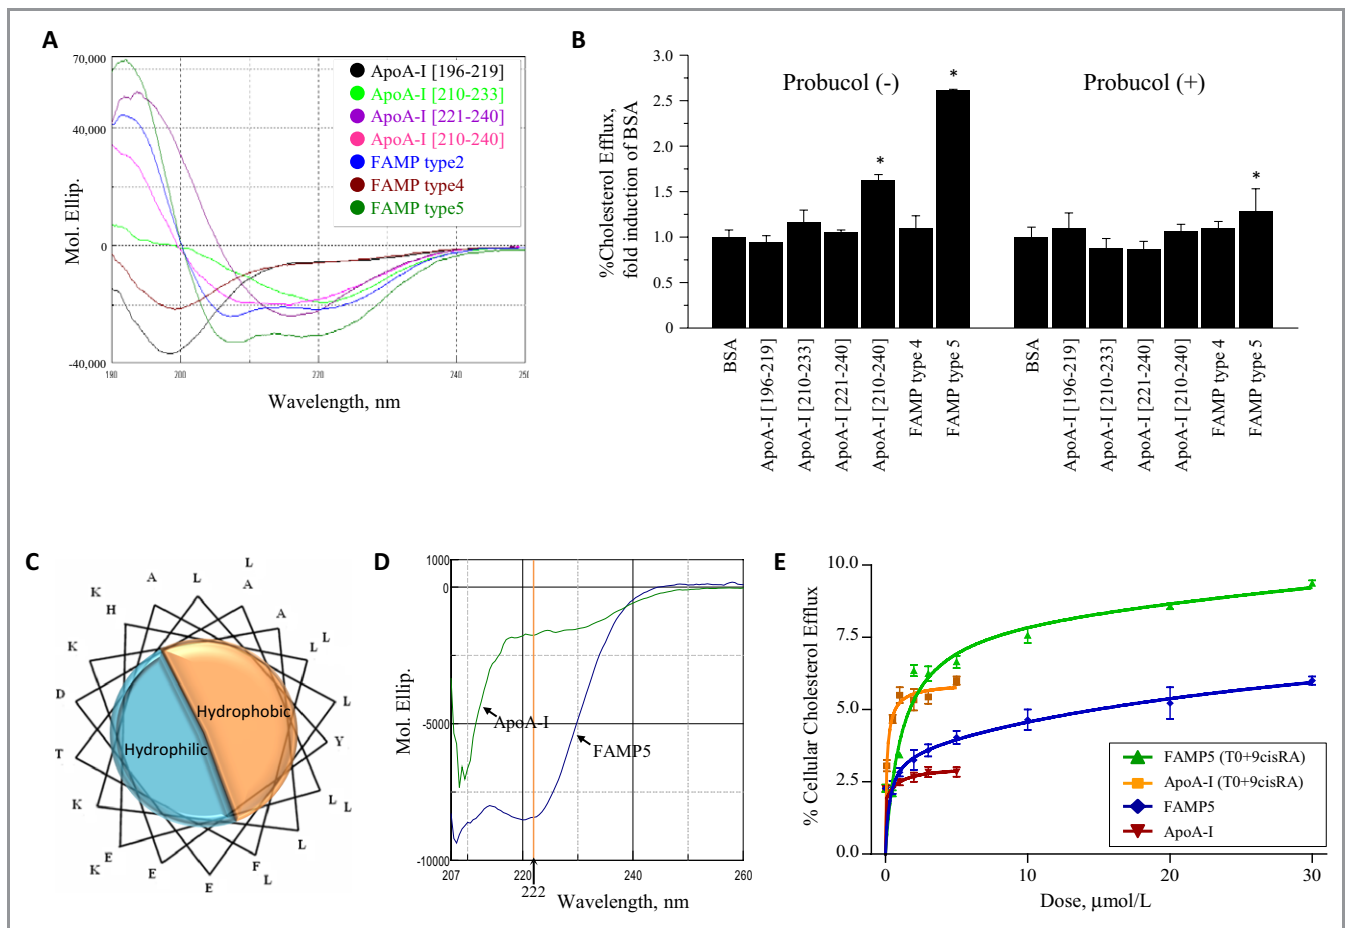 A
70,000
40,000
0
-40,000
Mol. Ellip.
190
200
220
240
Wavelength, nm
ApoA-I [196-219]
ApoA-I [210-233]
ApoA-I [221-240]
ApoA-I [210-240]
FAMP type2
FAMP type4
FAMP type5
B
%Cholesterol Efflux,
fold induction of BSA
3.0
2.5
2.0
1.5
1.0
0.5
0
Probucol (-)
Probucol (+)
*
*
*
BSA
ApoA-I [196-219]
ApoA-I [210-233]
ApoA-I [221-240]
ApoA-I [210-240]
FAMP type 4
FAMP type 5
BSA
ApoA-I [196-219]
ApoA-I [210-233]
ApoA-I [221-240]
ApoA-I [210-240]
FAMP type 4
FAMP type 5
C
L
A
L
A
K
H
A
K
L
L
D
L
T
Y
K
L
L
K
E
E
E
F
L
L
Hydrophobic
Hydrophilic
D
1000
0
-5000
-10000
Mol. Ellip.
207
220
222
240
260
Wavelength, nm
ApoA-I
FAMP5
E
10.0
7.5
5.0
2.5
0.0
% Cellular Cholesterol Efflux
0
10
20
30
Dose, μmol/L
FAMP5 (T0+9cisRA)
ApoA-I (T0+9cisRA)
FAMP5
ApoA-I